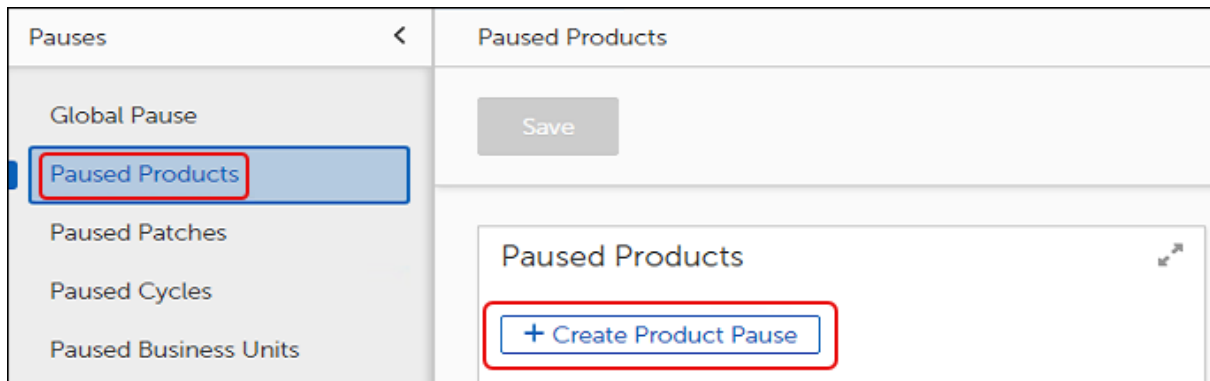 Pauses
Global Pause
Paused Products
Paused Patches
Paused Cycles
Paused Business Units
Paused Products
Save
Paused Products
+ Create Product Pause